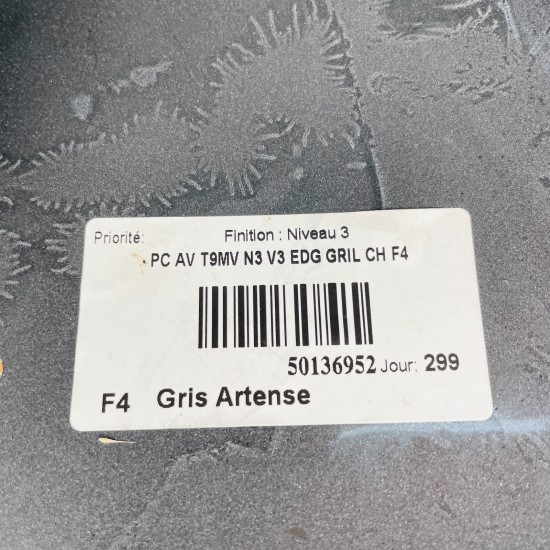 Priorité: Finition : Niveau 3
PC AV T9MV N3 V3 EDG GRIL CH F4
50136952 Jour: 299
F4 Gris Artense